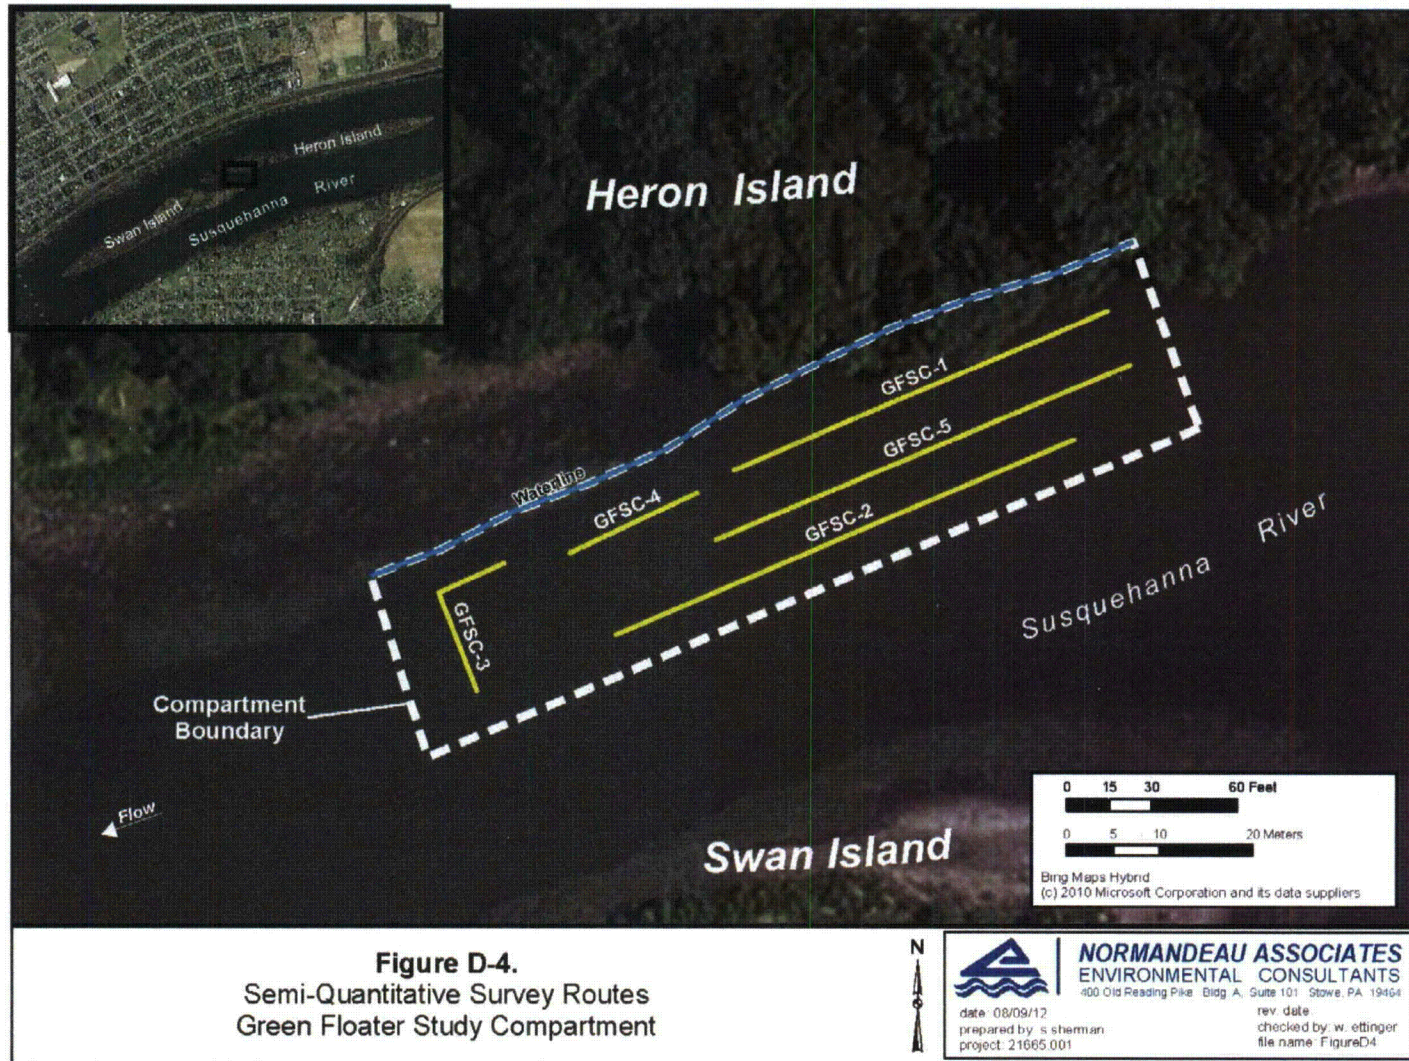 Heron Island
Swan Island
Susquehanna River
Heron Island
GFSC-1
GFSC-5
GFSC-2
Waterline
GFSC-4
GFSC-3
Susquehanna River
Compartment
Boundary
Flow
Swan Island
0 15 30 60 Feet
0 5 10 20 Meters
Bing Maps Hybrid
(c) 2010 Microsoft Corporation and its data suppliers
Figure D-4.
Semi-Quantitative Survey Routes
Green Floater Study Compartment
N
NORMANDEAU ASSOCIATES
ENVIRONMENTAL CONSULTANTS
400 Old Reading Pike Bldg A, Suite 101 Stowe, PA 19464
date: 08/09/12
prepared by: s sherman
project: 21665.001
rev. date
checked by: w. ettinger
file name: FigureD4